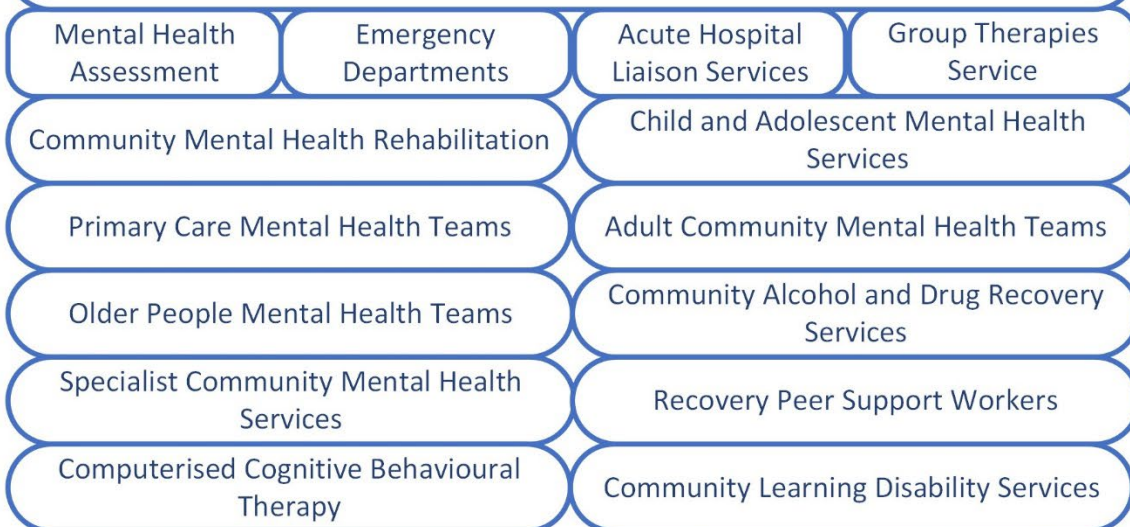 Mental Health
Assessment
Emergency
Departments
Acute Hospital
Liaison Services
Group Therapies
Service
Community Mental Health Rehabilitation
Child and Adolescent Mental Health
Services
Primary Care Mental Health Teams
Adult Community Mental Health Teams
Older People Mental Health Teams
Community Alcohol and Drug Recovery
Services
Specialist Community Mental Health
Services
Recovery Peer Support Workers
Computerised Cognitive Behavioural
Therapy
Community Learning Disability Services